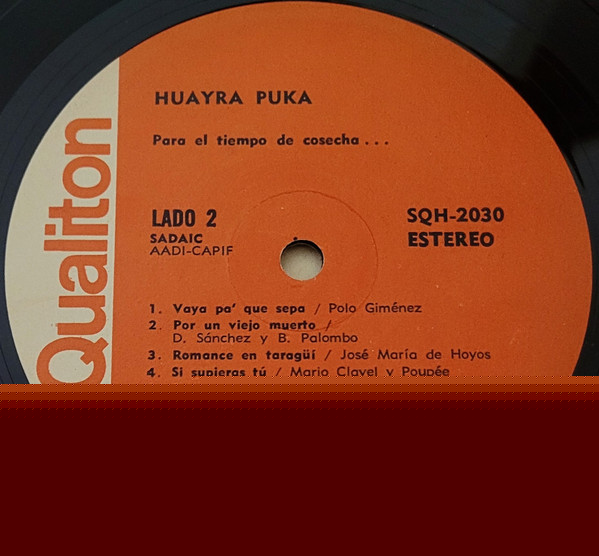 Qualiton
HUAYRA PUKA
Para el tiempo de cosecha...
LADO 2
SADAIC
AADI-CAPIF
SQH-2030
ESTEREO
1. Vaya pa' que sepa / Polo Giménez
2. Por un viejo muerto /
D. Sánchez y B. Palombo
3. Romance en taragüí / José María de Hoyos
4. Si supieras tú / Mario Clavel y Poupée